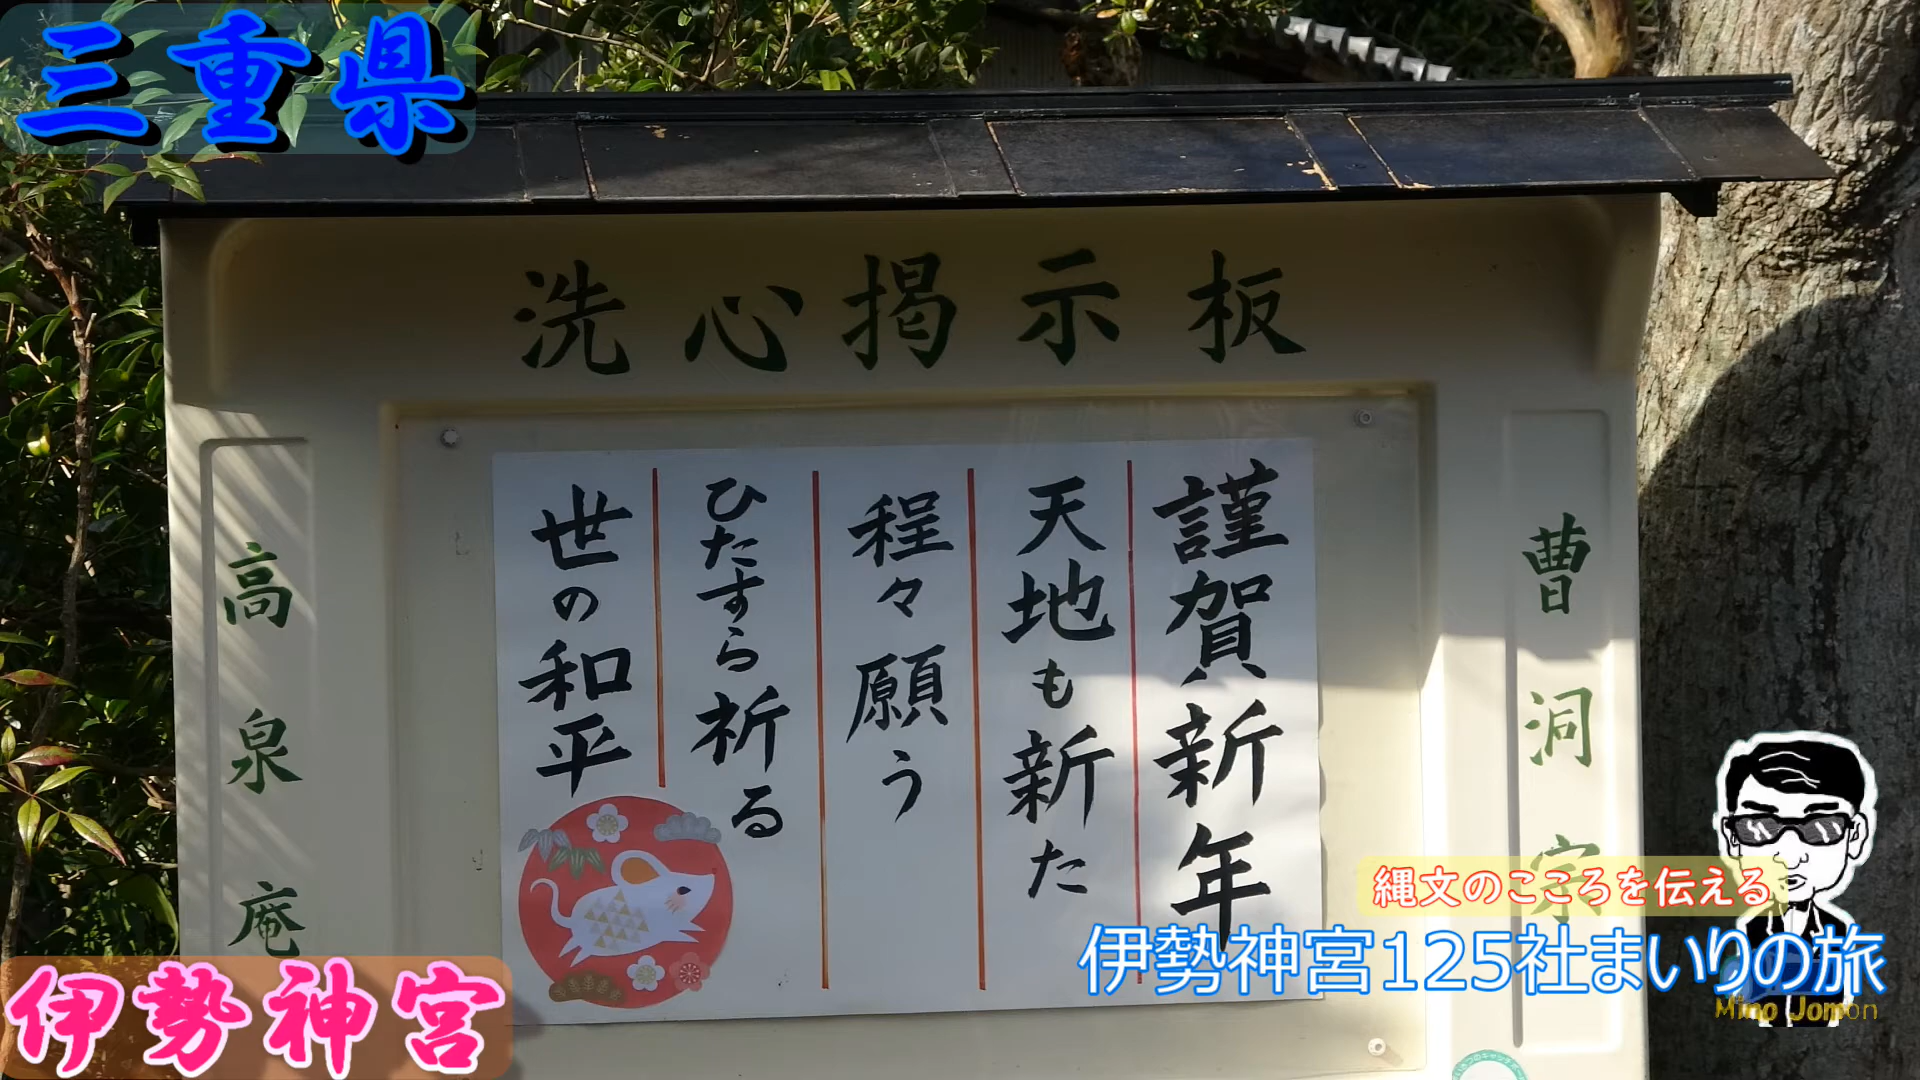 三重県
洗心掲示板
曹洞宗
謹賀新年
天地も新た
程々願う
ひたすら祈る
世の和平
高泉庵
縄文のこころを伝える
伊勢神宮125社まいりの旅
Mino Jomon
伊勢神宮